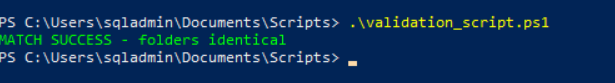 PS C:\Users\sqladmin\Documents\Scripts> .\validation_script.ps1
MATCH SUCCESS - folders identical
PS C:\Users\sqladmin\Documents\Scripts>